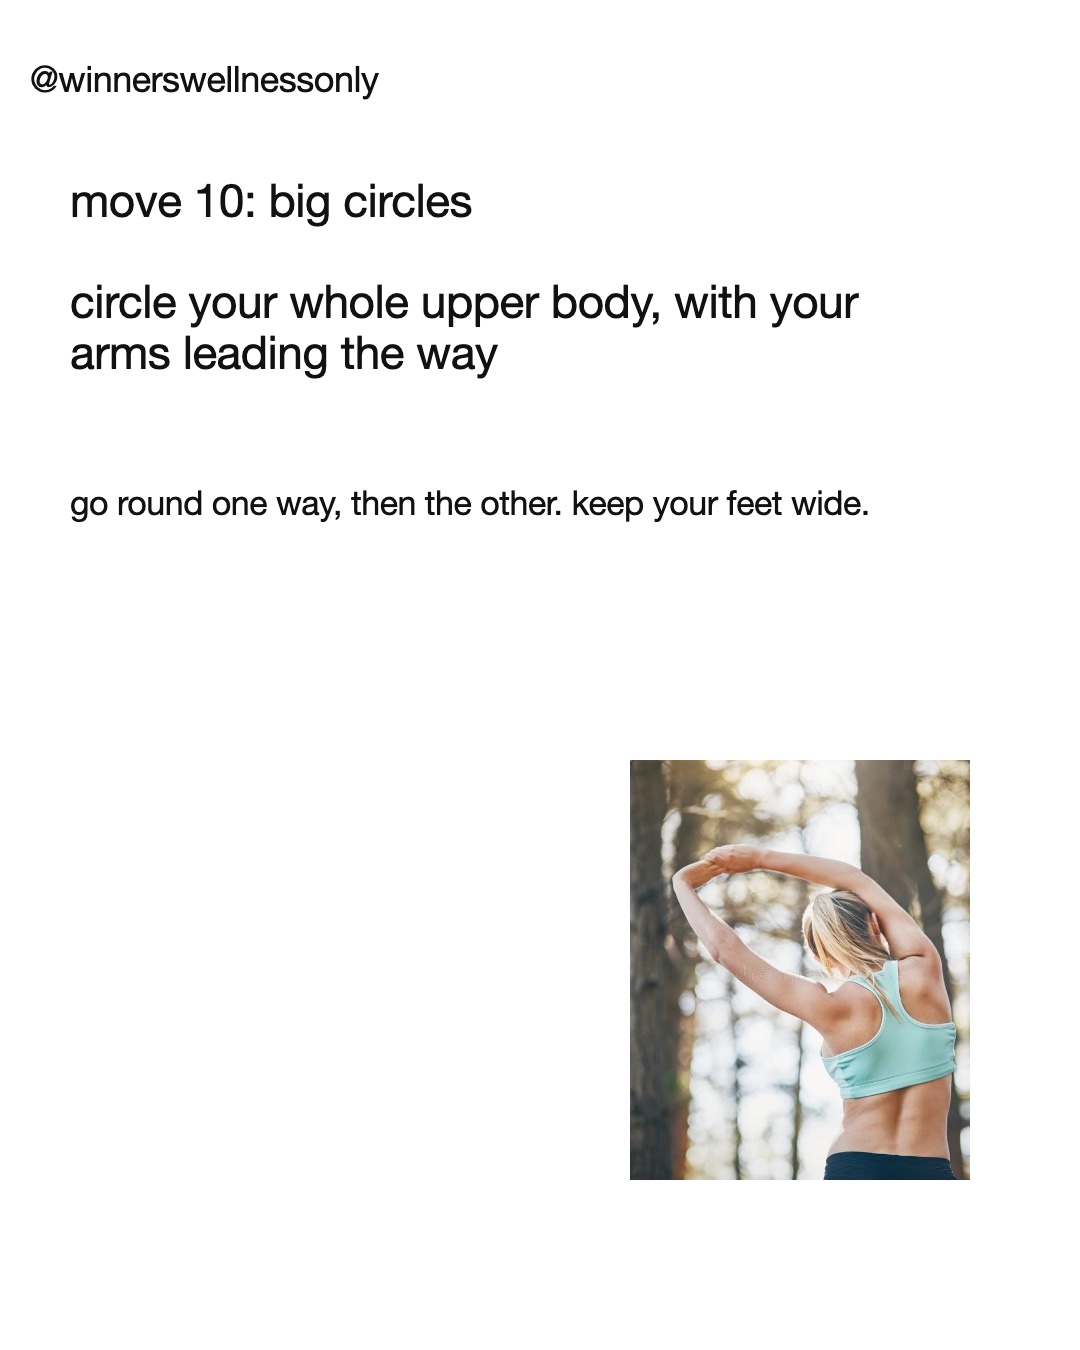 @winnerswellnessonly
move 10: big circles
circle your whole upper body, with your
arms leading the way
go round one way, then the other. keep your feet wide.